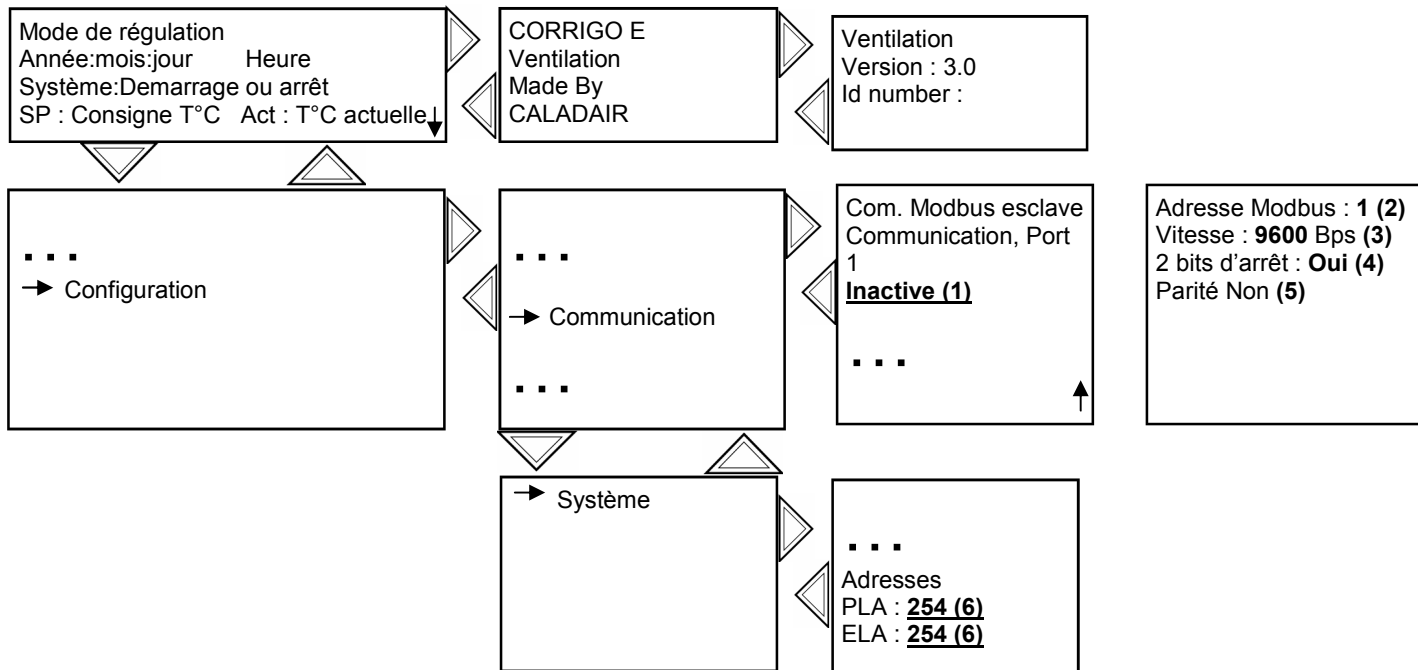 Mode de régulation
Année:mois:jour Heure
Système:Demarrage ou arrêt
SP : Consigne T°C Act : T°C actuelle
CORRIGO E
Ventilation
Made By
CALADAIR
Ventilation
Version : 3.0
Id number :
...
Configuration
...
Communication
...
Com. Modbus esclave
Communication, Port
1
Inactive (1)
...
Adresse Modbus : 1 (2)
Vitesse : 9600 Bps (3)
2 bits d'arrêt : Oui (4)
Parité Non (5)
Système
...
Adresses
PLA : 254 (6)
ELA : 254 (6)